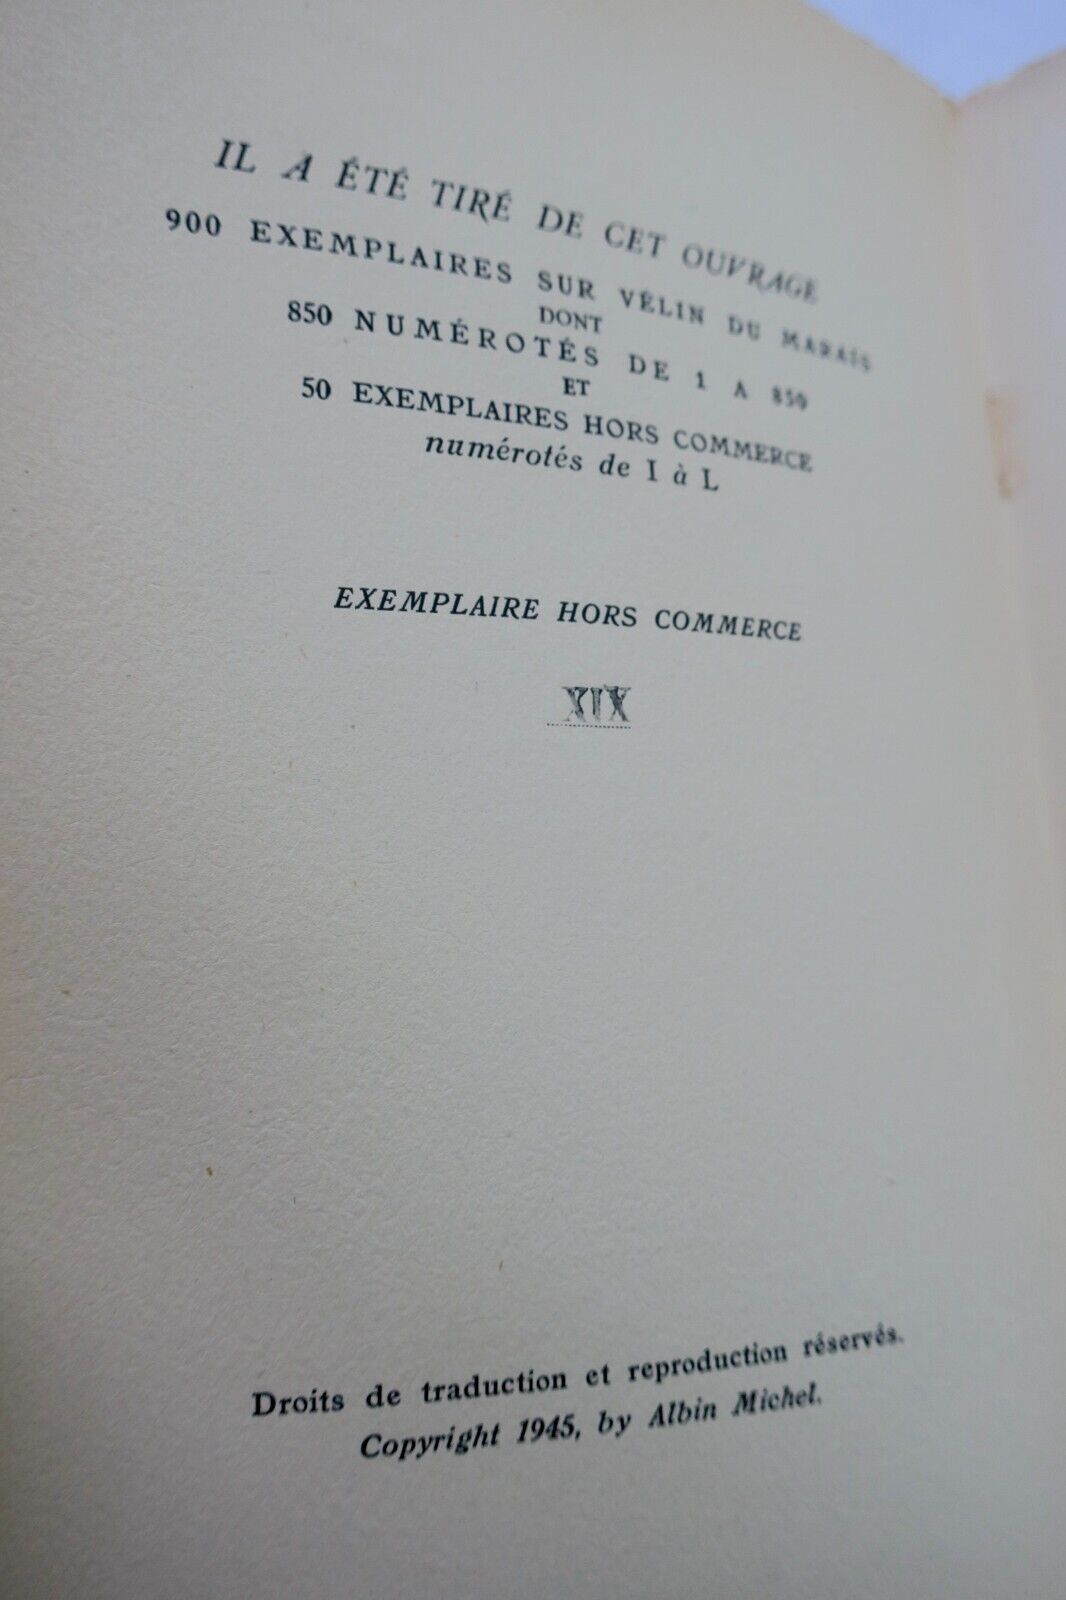 IL A ÉTÉ TIRÉ DE CET OUVRAGE
900 EXEMPLAIRES SUR VÉLIN DU MARAIS
DONT
850 NUMÉROTÉS DE 1 A 850
ET
50 EXEMPLAIRES HORS COMMERCE
numérotés de I à L
EXEMPLAIRE HORS COMMERCE
XIX
Droits de traduction et reproduction réservés.
Copyright 1945, by Albin Michel.